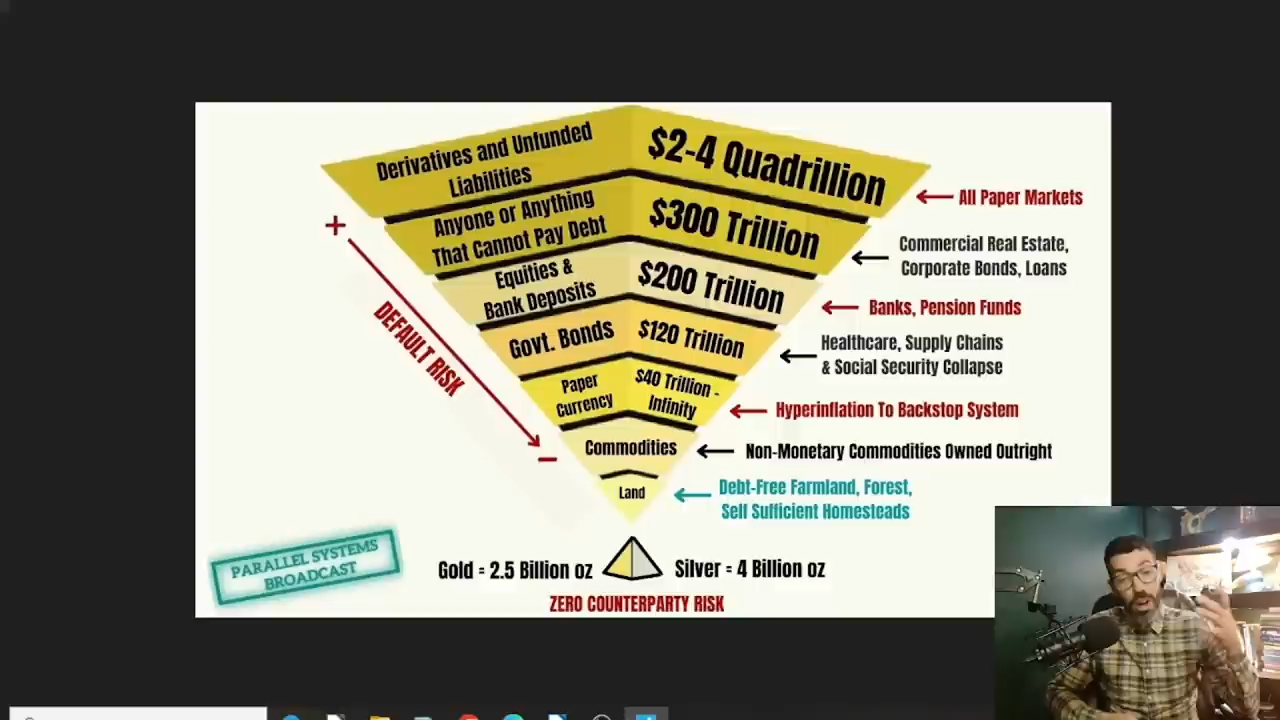 Derivatives and Unfunded
Liabilities
$2-4 Quadrillion
All Paper Markets
Anyone or Anything
That Cannot Pay Debt
$300 Trillion
Commercial Real Estate,
Corporate Bonds, Loans
Equities &
Bank Deposits
$200 Trillion
Banks, Pension Funds
Govt. Bonds
$120 Trillion
Healthcare, Supply Chains
& Social Security Collapse
Paper
Currency
$40 Trillion -
Infinity
Hyperinflation To Backstop System
Commodities
Non-Monetary Commodities Owned Outright
Land
Debt-Free Farmland, Forest,
Self Sufficient Homesteads
+
DEFAULT RISK
-
PARALLEL SYSTEMS
BROADCAST
Gold = 2.5 Billion oz
Silver = 4 Billion oz
ZERO COUNTERPARTY RISK